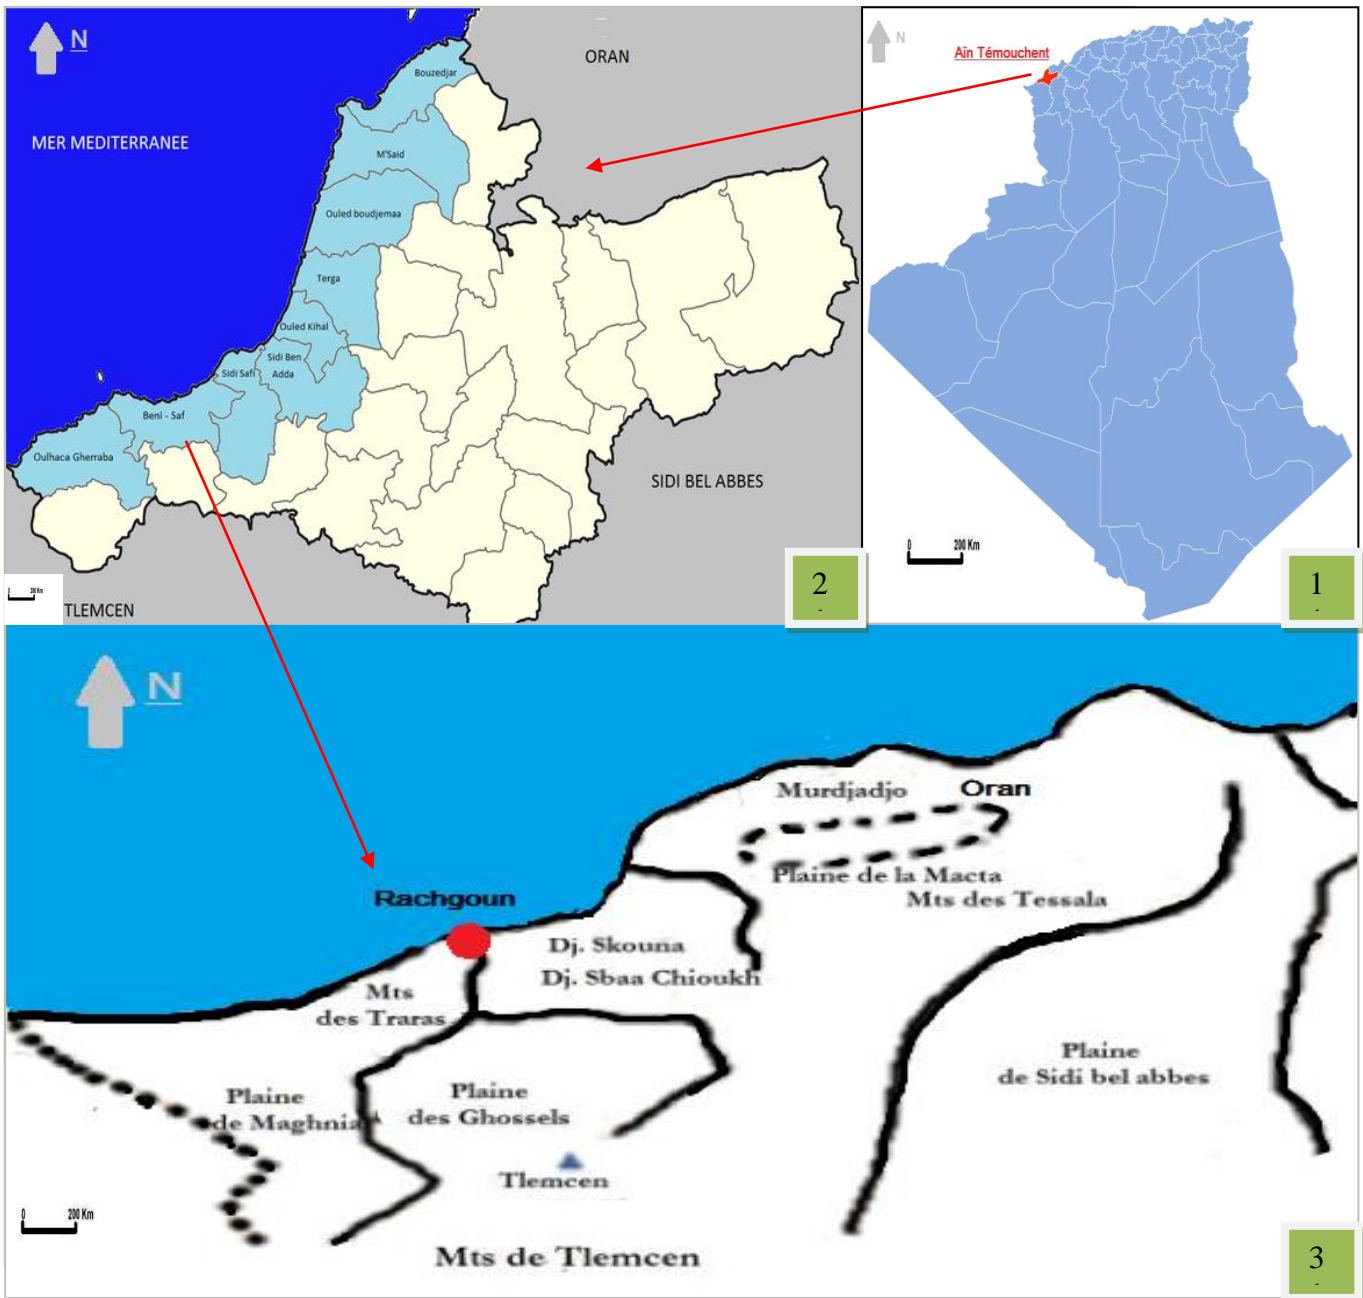 N
ORAN
MER MEDITERRANEE
Bouzedjar
M'Said
Ouled boudjemaa
Terga
Ouled Kihal
Sidi Ben
Adda
Sidi Safi
Beni - Saf
Oulhaca Gherraba
SIDI BEL ABBES
TLEMCEN
0 200 Km
2
N
Aïn Témouchent
0 200 Km
1
N
Murdjadjo
Oran
Plaine de la Macta
Mts des Tessala
Rachgoun
Dj. Skouna
Dj. Sbaa Chioukh
Mts
des Traras
Plaine
de Maghnia
Plaine
des Ghossels
Plaine
de Sidi bel abbes
Tlemcen
Mts de Tlemcen
0 200 Km
3